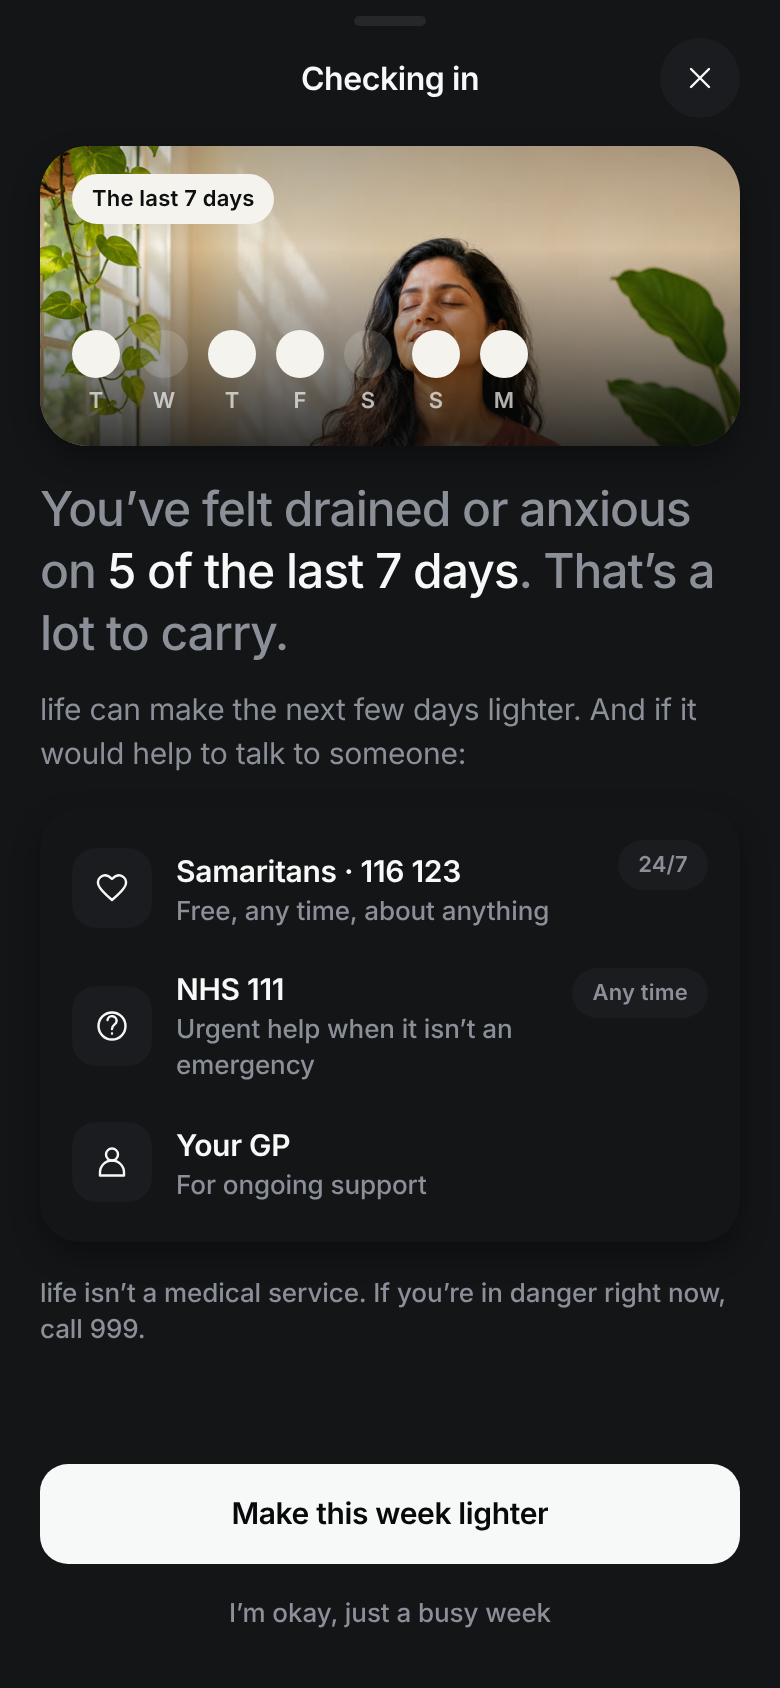 Checking in
The last 7 days
T W T F S S M
You’ve felt drained or anxious
on 5 of the last 7 days. That’s a
lot to carry.
life can make the next few days lighter. And if it
would help to talk to someone:
Samaritans · 116 123
24/7
Free, any time, about anything
NHS 111
Any time
Urgent help when it isn’t an
emergency
Your GP
For ongoing support
life isn’t a medical service. If you’re in danger right now,
call 999.
Make this week lighter
I’m okay, just a busy week